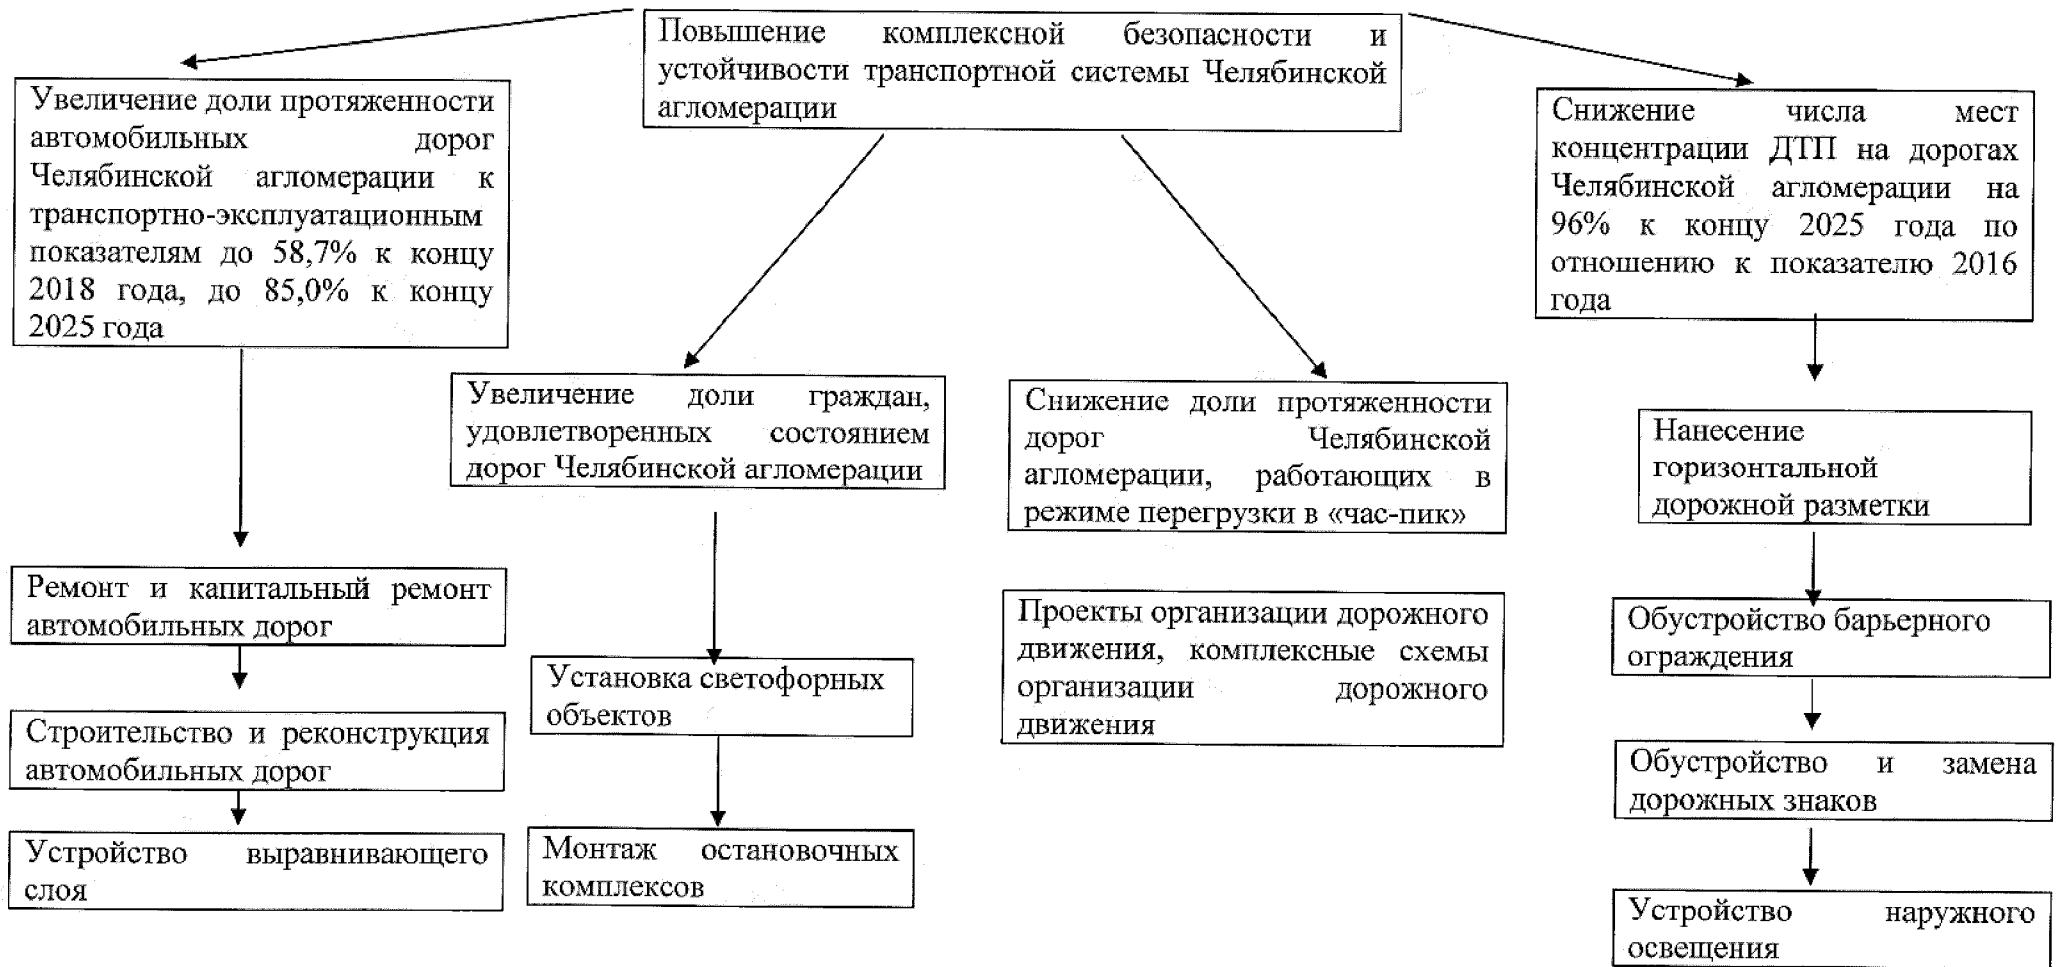 Повышение комплексной безопасности и
устойчивости транспортной системы Челябинской
агломерации
Увеличение доли протяженности
автомобильных дорог
Челябинской агломерации к
транспортно-эксплуатационным
показателям до 58,7% к концу
2018 года, до 85,0% к концу
2025 года
Снижение числа мест
концентрации ДТП на дорогах
Челябинской агломерации на
96% к концу 2025 года по
отношению к показателю 2016
года
Увеличение доли граждан,
удовлетворенных состоянием
дорог Челябинской агломерации
Снижение доли протяженности
дорог Челябинской
агломерации, работающих в
режиме перегрузки в «час-пик»
Нанесение
горизонтальной
дорожной разметки
Ремонт и капитальный ремонт
автомобильных дорог
Проекты организации дорожного
движения, комплексные схемы
организации дорожного
движения
Обустройство барьерного
ограждения
Установка светофорных
объектов
Строительство и реконструкция
автомобильных дорог
Обустройство и замена
дорожных знаков
Устройство выравнивающего
слоя
Монтаж остановочных
комплексов
Устройство наружного
освещения